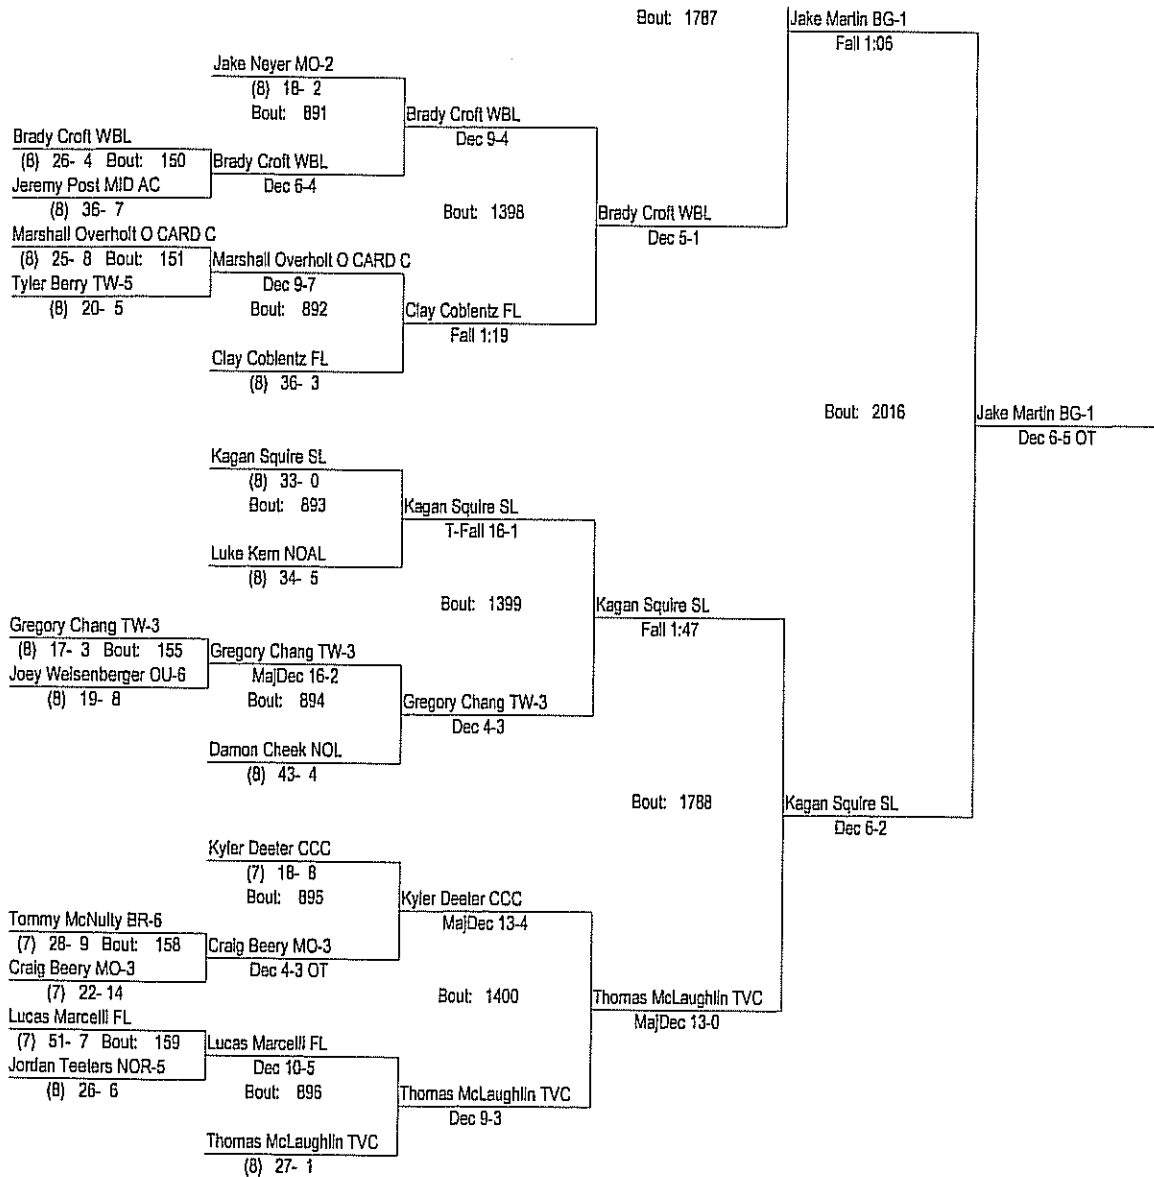 Bout: 1787
Jake Martin BG-1
Fall 1:06
Jake Neyer MO-2
(8) 18- 2
Bout: 891
Brady Croft WBL
Dec 9-4
Brady Croft WBL
(8) 26- 4 Bout: 150
Jeremy Post MID AC
(8) 36- 7
Brady Croft WBL
Dec 6-4
Bout: 1398
Brady Croft WBL
Dec 5-1
Marshall Overholt O CARD C
(8) 25- 8 Bout: 151
Tyler Berry TW-5
(8) 20- 5
Marshall Overholt O CARD C
Dec 9-7
Bout: 892
Clay Coblentz FL
Fall 1:19
Clay Coblentz FL
(8) 36- 3
Bout: 2016
Jake Martin BG-1
Dec 6-5 OT
Kagan Squire SL
(8) 33- 0
Bout: 893
Kagan Squire SL
T-Fall 16-1
Luke Kern NOAL
(8) 34- 5
Bout: 1399
Kagan Squire SL
Fall 1:47
Gregory Chang TW-3
(8) 17- 3 Bout: 155
Joey Weisenberger OU-6
(8) 19- 8
Gregory Chang TW-3
MajDec 16-2
Bout: 894
Gregory Chang TW-3
Dec 4-3
Damon Cheek NOL
(8) 43- 4
Bout: 1788
Kagan Squire SL
Dec 6-2
Kyler Deeter CCC
(7) 18- 8
Bout: 895
Kyler Deeter CCC
MajDec 13-4
Tommy McNulty BR-6
(7) 28- 9 Bout: 158
Craig Beery MO-3
(7) 22- 14
Craig Beery MO-3
Dec 4-3 OT
Bout: 1400
Thomas McLaughlin TVC
MajDec 13-0
Lucas Marcelli FL
(7) 51- 7 Bout: 159
Jordan Teeters NOR-5
(8) 26- 6
Lucas Marcelli FL
Dec 10-5
Bout: 896
Thomas McLaughlin TVC
Dec 9-3
Thomas McLaughlin TVC
(8) 27- 1